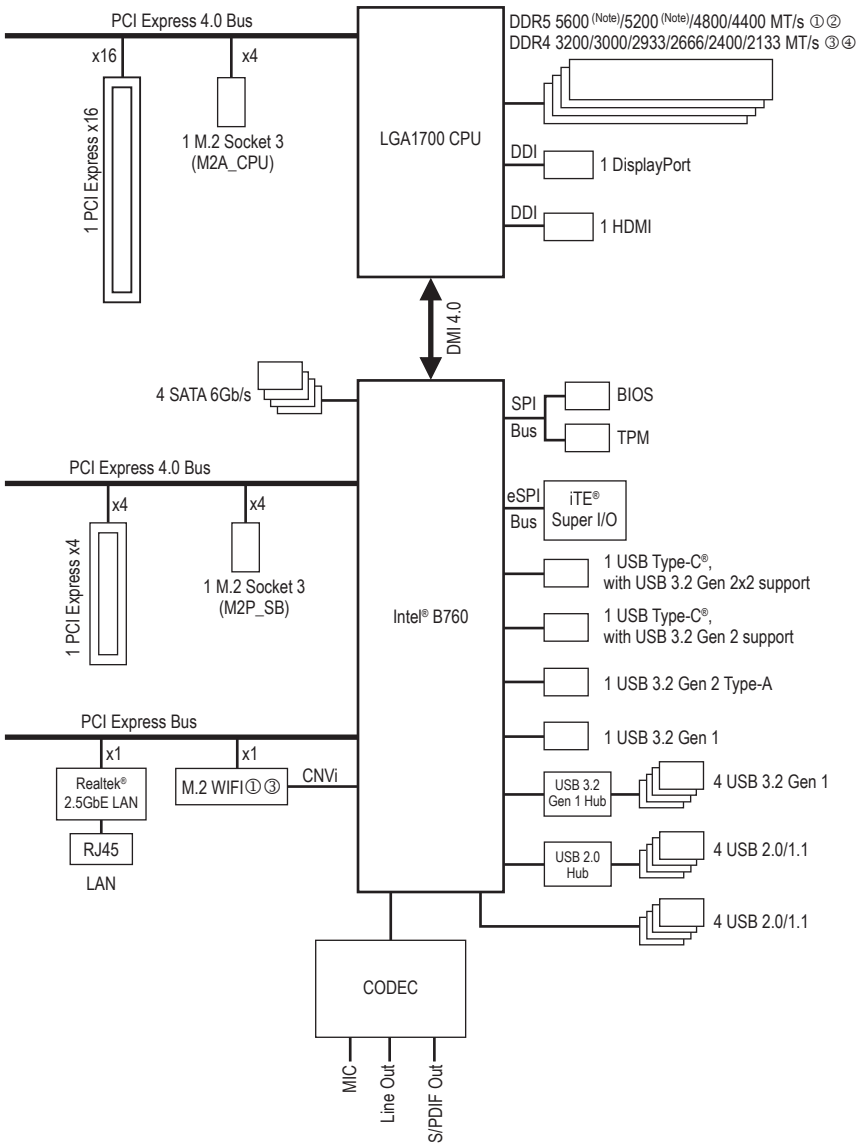 PCI Express 4.0 Bus
DDR5 5600 (Note)/5200 (Note)/4800/4400 MT/s ①②
DDR4 3200/3000/2933/2666/2400/2133 MT/s ③④
x16
x4
1 PCI Express x16
1 M.2 Socket 3
(M2A_CPU)
LGA1700 CPU
DDI
1 DisplayPort
DDI
1 HDMI
DMI 4.0
4 SATA 6Gb/s
SPI
Bus
BIOS
TPM
PCI Express 4.0 Bus
x4
x4
1 PCI Express x4
1 M.2 Socket 3
(M2P_SB)
eSPI
Bus
iTE®
Super I/O
Intel® B760
1 USB Type-C®,
with USB 3.2 Gen 2x2 support
1 USB Type-C®,
with USB 3.2 Gen 2 support
1 USB 3.2 Gen 2 Type-A
1 USB 3.2 Gen 1
PCI Express Bus
x1
x1
Realtek®
2.5GbE LAN
M.2 WIFI①③
CNVi
RJ45
LAN
USB 3.2
Gen 1 Hub
4 USB 3.2 Gen 1
USB 2.0
Hub
4 USB 2.0/1.1
4 USB 2.0/1.1
CODEC
MIC
Line Out
S/PDIF Out